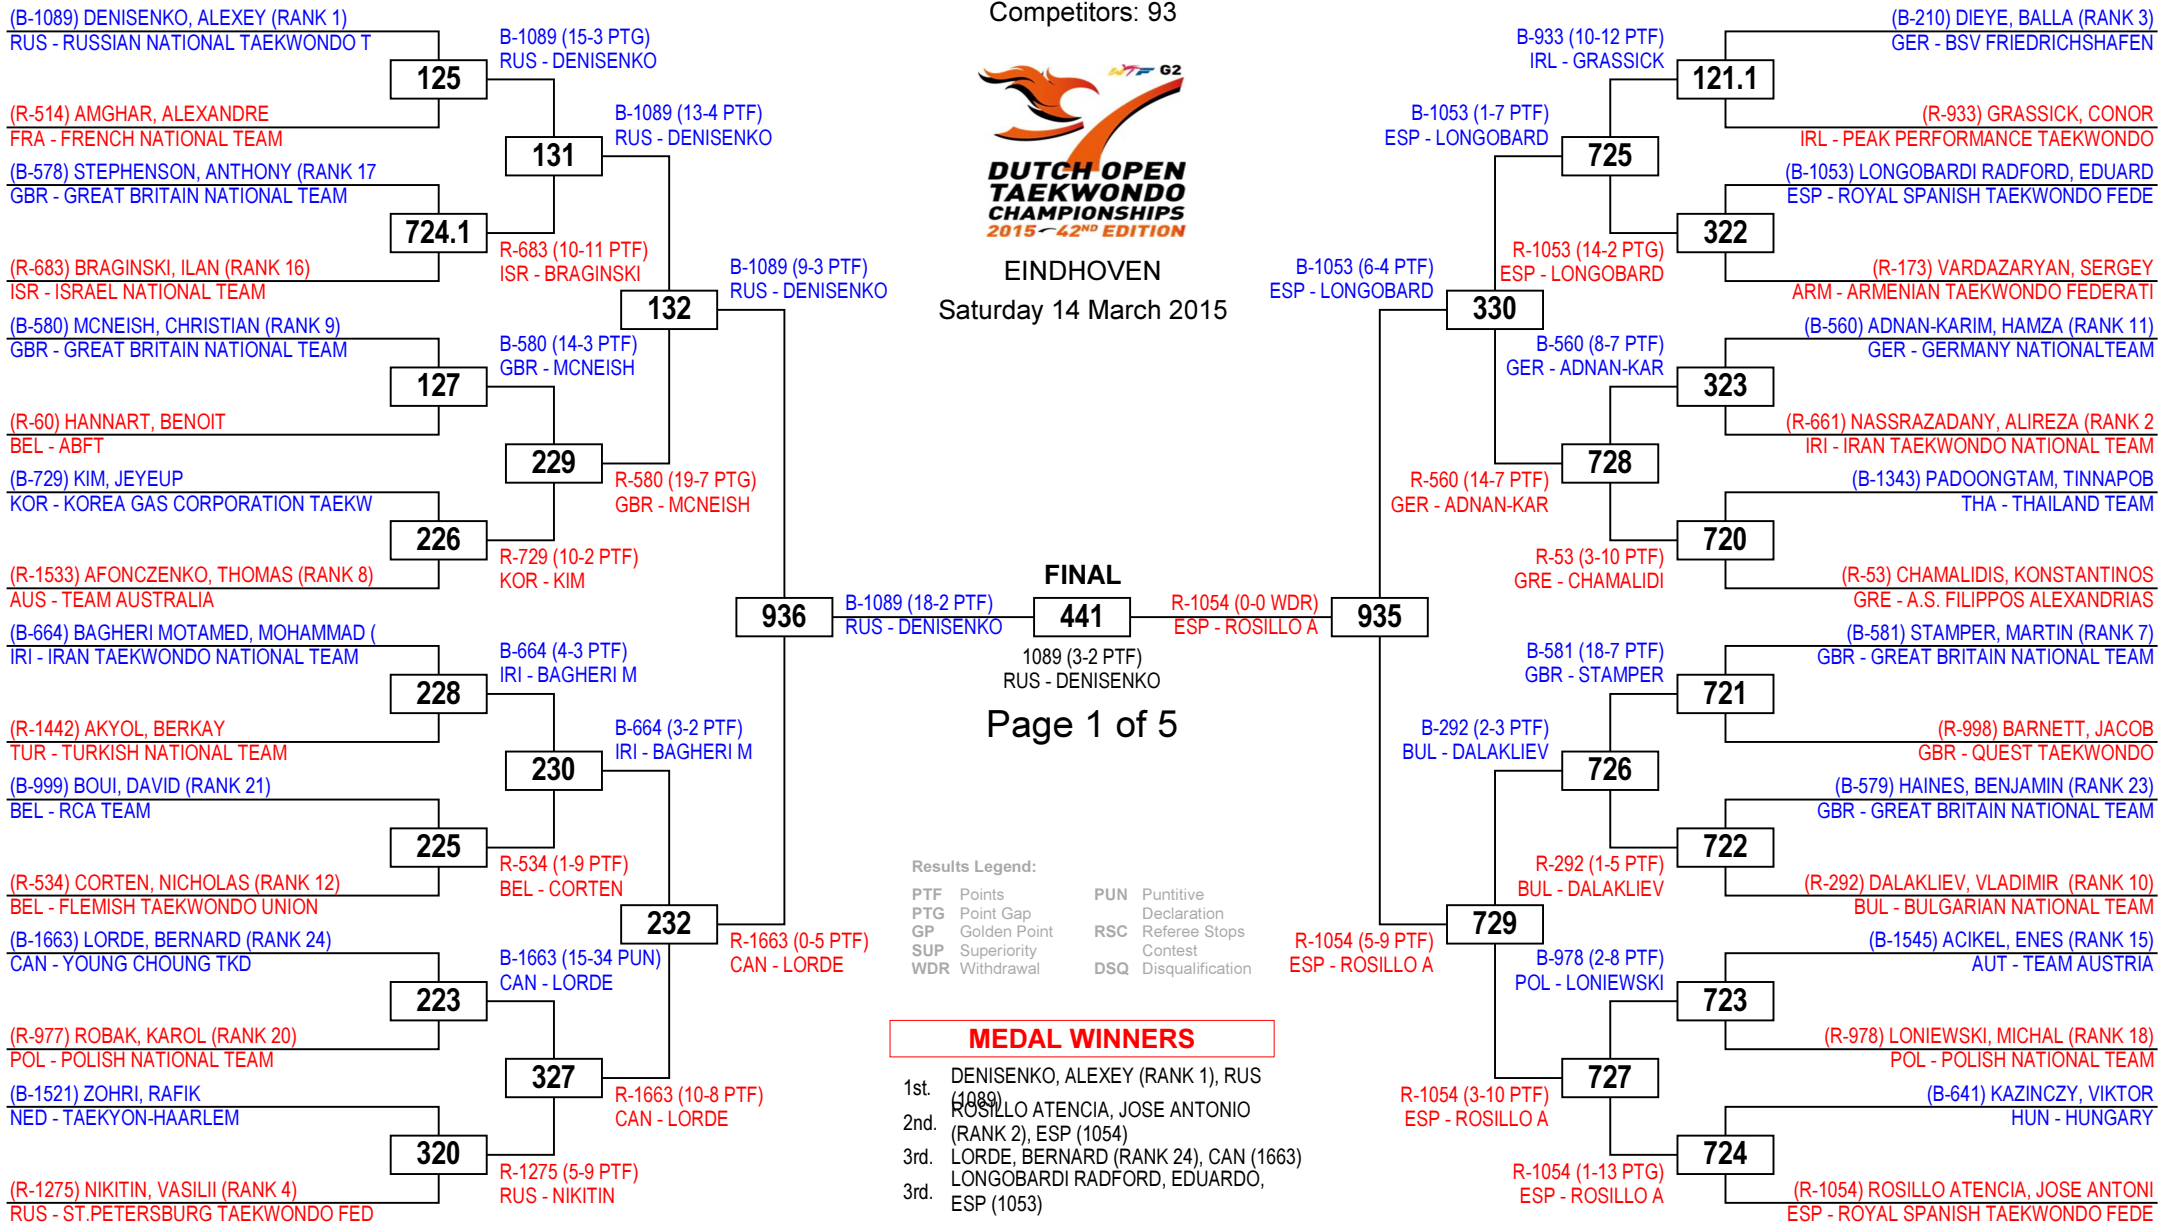 (B-1089) DENISENKO, ALEXEY (RANK 1)
RUS - RUSSIAN NATIONAL TAEKWONDO T
(R-514) AMGHAR, ALEXANDRE
FRA - FRENCH NATIONAL TEAM
(B-578) STEPHENSON, ANTHONY (RANK 17
GBR - GREAT BRITAIN NATIONAL TEAM
(R-683) BRAGINSKI, ILAN (RANK 16)
ISR - ISRAEL NATIONAL TEAM
(B-580) MCNEISH, CHRISTIAN (RANK 9)
GBR - GREAT BRITAIN NATIONAL TEAM
(R-60) HANNART, BENOIT
BEL - ABFT
(B-729) KIM, JEYEUP
KOR - KOREA GAS CORPORATION TAEKW
(R-1533) AFONCZENKO, THOMAS (RANK 8)
AUS - TEAM AUSTRALIA
(B-664) BAGHERI MOTAMED, MOHAMMAD (
IRI - IRAN TAEKWONDO NATIONAL TEAM
(R-1442) AKYOL, BERKAY
TUR - TURKISH NATIONAL TEAM
(B-999) BOUI, DAVID (RANK 21)
BEL - RCA TEAM
(R-534) CORTEN, NICHOLAS (RANK 12)
BEL - FLEMISH TAEKWONDO UNION
(B-1663) LORDE, BERNARD (RANK 24)
CAN - YOUNG CHOUNG TKD
(R-977) ROBAK, KAROL (RANK 20)
POL - POLISH NATIONAL TEAM
(B-1521) ZOHRI, RAFIK
NED - TAEKYON-HAARLEM
(R-1275) NIKITIN, VASILII (RANK 4)
RUS - ST.PETERSBURG TAEKWONDO FED
125
724.1
127
226
228
225
223
320
B-1089 (15-3 PTG)
RUS - DENISENKO
R-683 (10-11 PTF)
ISR - BRAGINSKI
B-580 (14-3 PTF)
GBR - MCNEISH
R-729 (10-2 PTF)
KOR - KIM
B-664 (4-3 PTF)
IRI - BAGHERI M
R-534 (1-9 PTF)
BEL - CORTEN
B-1663 (15-34 PUN)
CAN - LORDE
R-1275 (5-9 PTF)
RUS - NIKITIN
131
229
230
327
B-1089 (13-4 PTF)
RUS - DENISENKO
R-580 (19-7 PTG)
GBR - MCNEISH
B-664 (3-2 PTF)
IRI - BAGHERI M
R-1663 (10-8 PTF)
CAN - LORDE
132
232
B-1089 (9-3 PTF)
RUS - DENISENKO
R-1663 (0-5 PTF)
CAN - LORDE
936
B-1089 (18-2 PTF)
RUS - DENISENKO
Competitors: 93
WTF G2
DUTCH OPEN
TAEKWONDO
CHAMPIONSHIPS
2015 - 42ND EDITION
EINDHOVEN
Saturday 14 March 2015
FINAL
441
1089 (3-2 PTF)
RUS - DENISENKO
Page 1 of 5
Results Legend:
PTF Points
PTG Point Gap
GP Golden Point
SUP Superiority
WDR Withdrawal
PUN Puntitive
Declaration
RSC Referee Stops
Contest
DSQ Disqualification
MEDAL WINNERS
1st. DENISENKO, ALEXEY (RANK 1), RUS
(1089)
2nd. ROSILLO ATENCIA, JOSE ANTONIO
(RANK 2), ESP (1054)
3rd. LORDE, BERNARD (RANK 24), CAN (1663)
3rd. LONGOBARDI RADFORD, EDUARDO,
ESP (1053)
R-1054 (0-0 WDR)
ESP - ROSILLO A
935
B-1053 (6-4 PTF)
ESP - LONGOBARD
R-1054 (5-9 PTF)
ESP - ROSILLO A
330
729
B-1053 (1-7 PTF)
ESP - LONGOBARD
R-560 (14-7 PTF)
GER - ADNAN-KAR
B-292 (2-3 PTF)
BUL - DALAKLIEV
R-1054 (3-10 PTF)
ESP - ROSILLO A
725
728
726
727
B-933 (10-12 PTF)
IRL - GRASSICK
R-1053 (14-2 PTG)
ESP - LONGOBARD
B-560 (8-7 PTF)
GER - ADNAN-KAR
R-53 (3-10 PTF)
GRE - CHAMALIDI
B-581 (18-7 PTF)
GBR - STAMPER
R-292 (1-5 PTF)
BUL - DALAKLIEV
B-978 (2-8 PTF)
POL - LONIEWSKI
R-1054 (1-13 PTG)
ESP - ROSILLO A
121.1
322
323
720
721
722
723
724
(B-210) DIEYE, BALLA (RANK 3)
GER - BSV FRIEDRICHSHAFEN
(R-933) GRASSICK, CONOR
IRL - PEAK PERFORMANCE TAEKWONDO
(B-1053) LONGOBARDI RADFORD, EDUARD
ESP - ROYAL SPANISH TAEKWONDO FEDE
(R-173) VARDAZARYAN, SERGEY
ARM - ARMENIAN TAEKWONDO FEDERATI
(B-560) ADNAN-KARIM, HAMZA (RANK 11)
GER - GERMANY NATIONALTEAM
(R-661) NASSRAZADANY, ALIREZA (RANK 2
IRI - IRAN TAEKWONDO NATIONAL TEAM
(B-1343) PADOONGTAM, TINNAPOB
THA - THAILAND TEAM
(R-53) CHAMALIDIS, KONSTANTINOS
GRE - A.S. FILIPPOS ALEXANDRIAS
(B-581) STAMPER, MARTIN (RANK 7)
GBR - GREAT BRITAIN NATIONAL TEAM
(R-998) BARNETT, JACOB
GBR - QUEST TAEKWONDO
(B-579) HAINES, BENJAMIN (RANK 23)
GBR - GREAT BRITAIN NATIONAL TEAM
(R-292) DALAKLIEV, VLADIMIR (RANK 10)
BUL - BULGARIAN NATIONAL TEAM
(B-1545) ACIKEL, ENES (RANK 15)
AUT - TEAM AUSTRIA
(R-978) LONIEWSKI, MICHAL (RANK 18)
POL - POLISH NATIONAL TEAM
(B-641) KAZINCZY, VIKTOR
HUN - HUNGARY
(R-1054) ROSILLO ATENCIA, JOSE ANTONI
ESP - ROYAL SPANISH TAEKWONDO FEDE